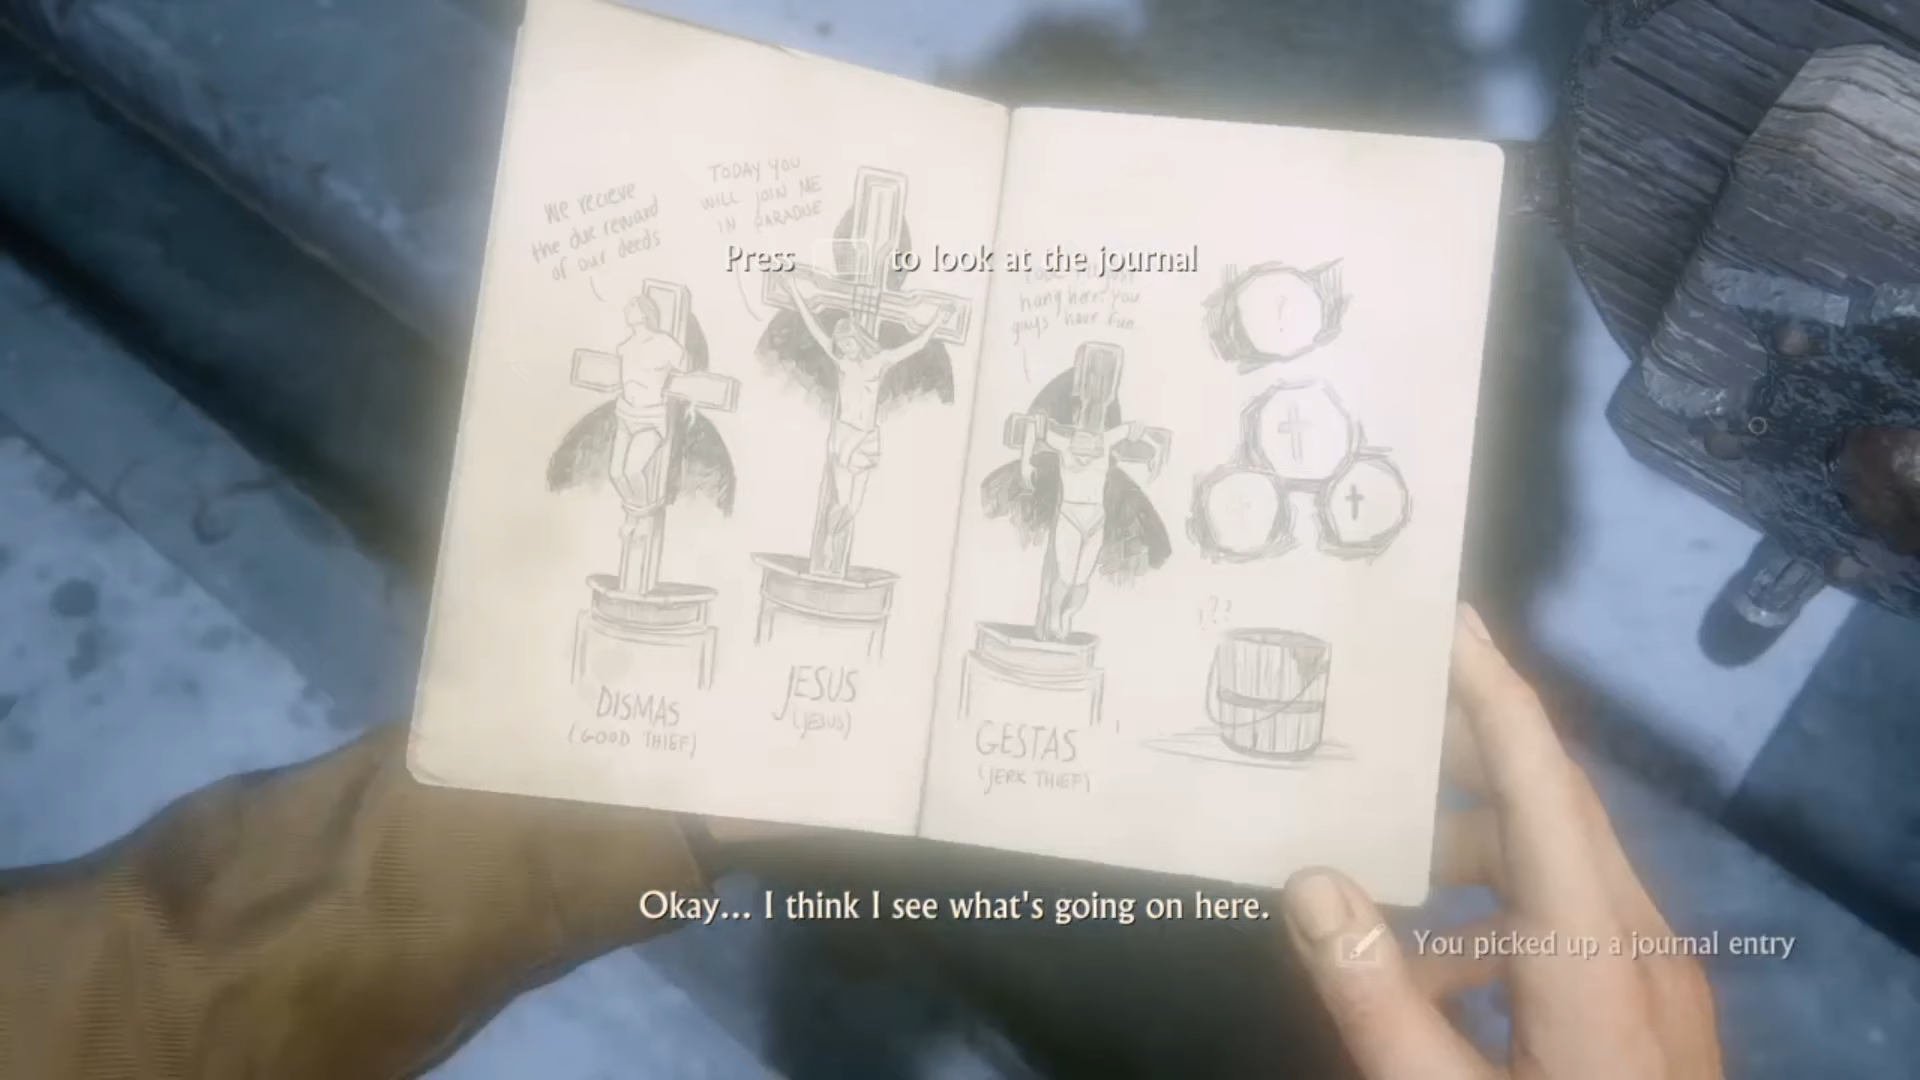 We recieve
the due reward
of our deeds
TODAY YOU
WILL JOIN ME
IN PARADISE
Press to look at the journal
hang here. You
guys have fun.
?
DISMAS
(GOOD THIEF)
JESUS
(JESUS)
GESTAS
(JERK THIEF)
???
Okay... I think I see what's going on here.
You picked up a journal entry